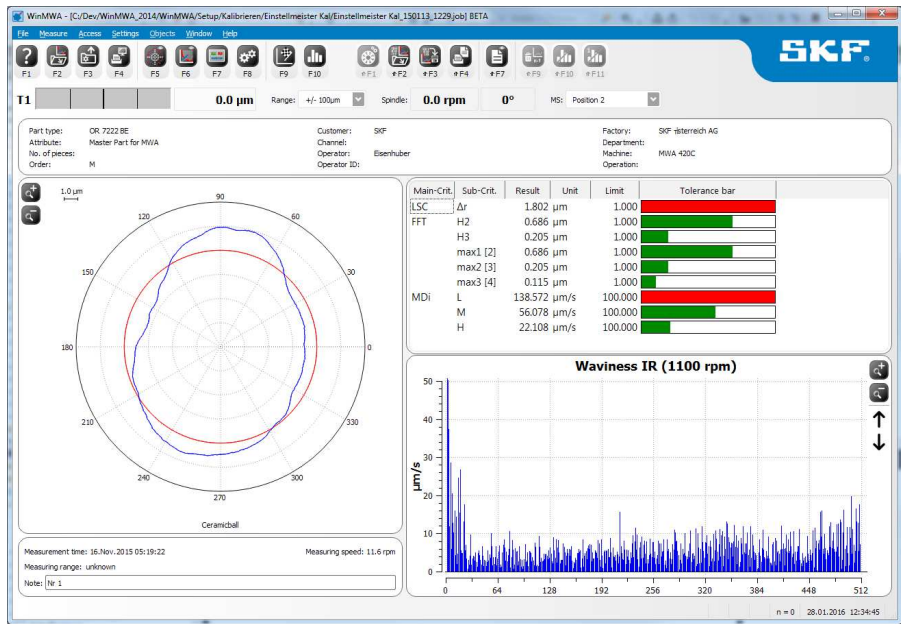 WinMWA - [C:/Dev/WinMWA_2014/WinMWA/Setup/Kalibrieren/Einstellmeister Kal/Einstellmeister Kal_150113_1229.job] BETA
File Measure Access Settings Objects Window Help
SKF
F1 F2 F3 F4 F5 F6 F7 F8 F9 F10 F1 F2 F3 F4 F7 F9 F10 F11
T1 0.0 µm Range: +/- 100µm Spindle: 0.0 rpm 0° MS: Position 2
Part type: OR 7222 BE Customer: SKF Factory: SKF österreich AG
Attribute: Master Part for MWA Channel: Department:
No. of pieces: Operator: Eisenhuber Machine: MWA 420C
Order: M Operator ID: Operation:
1.0 µm
90
120 60
150 30
180 0
210 330
240 300
270
Ceramicball
Main-Crit. Sub-Crit. Result Unit Limit Tolerance bar
LSC Δr 1.802 µm 1.000
FFT H2 0.686 µm 1.000
H3 0.205 µm 1.000
max1 [2] 0.686 µm 1.000
max2 [3] 0.205 µm 1.000
max3 [4] 0.115 µm 1.000
MDi L 138.572 µm/s 100.000
M 56.078 µm/s 100.000
H 22.108 µm/s 100.000
Waviness IR (1100 rpm)
50
40
30
µm/s
20
10
0
0 64 128 192 256 320 384 448 512
Measurement time: 16.Nov.2015 05:19:22 Measuring speed: 11.6 rpm
Measuring range: unknown
Note: Nr 1
n = 0 28.01.2016 12:34:45